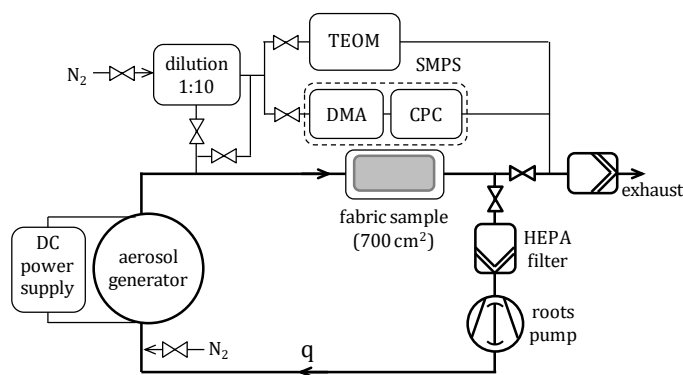 TEOM
SMPS
N₂
dilution
1:10
DMA
CPC
exhaust
fabric sample
(700 cm²)
HEPA
filter
DC
power
supply
aerosol
generator
roots
pump
N₂
q